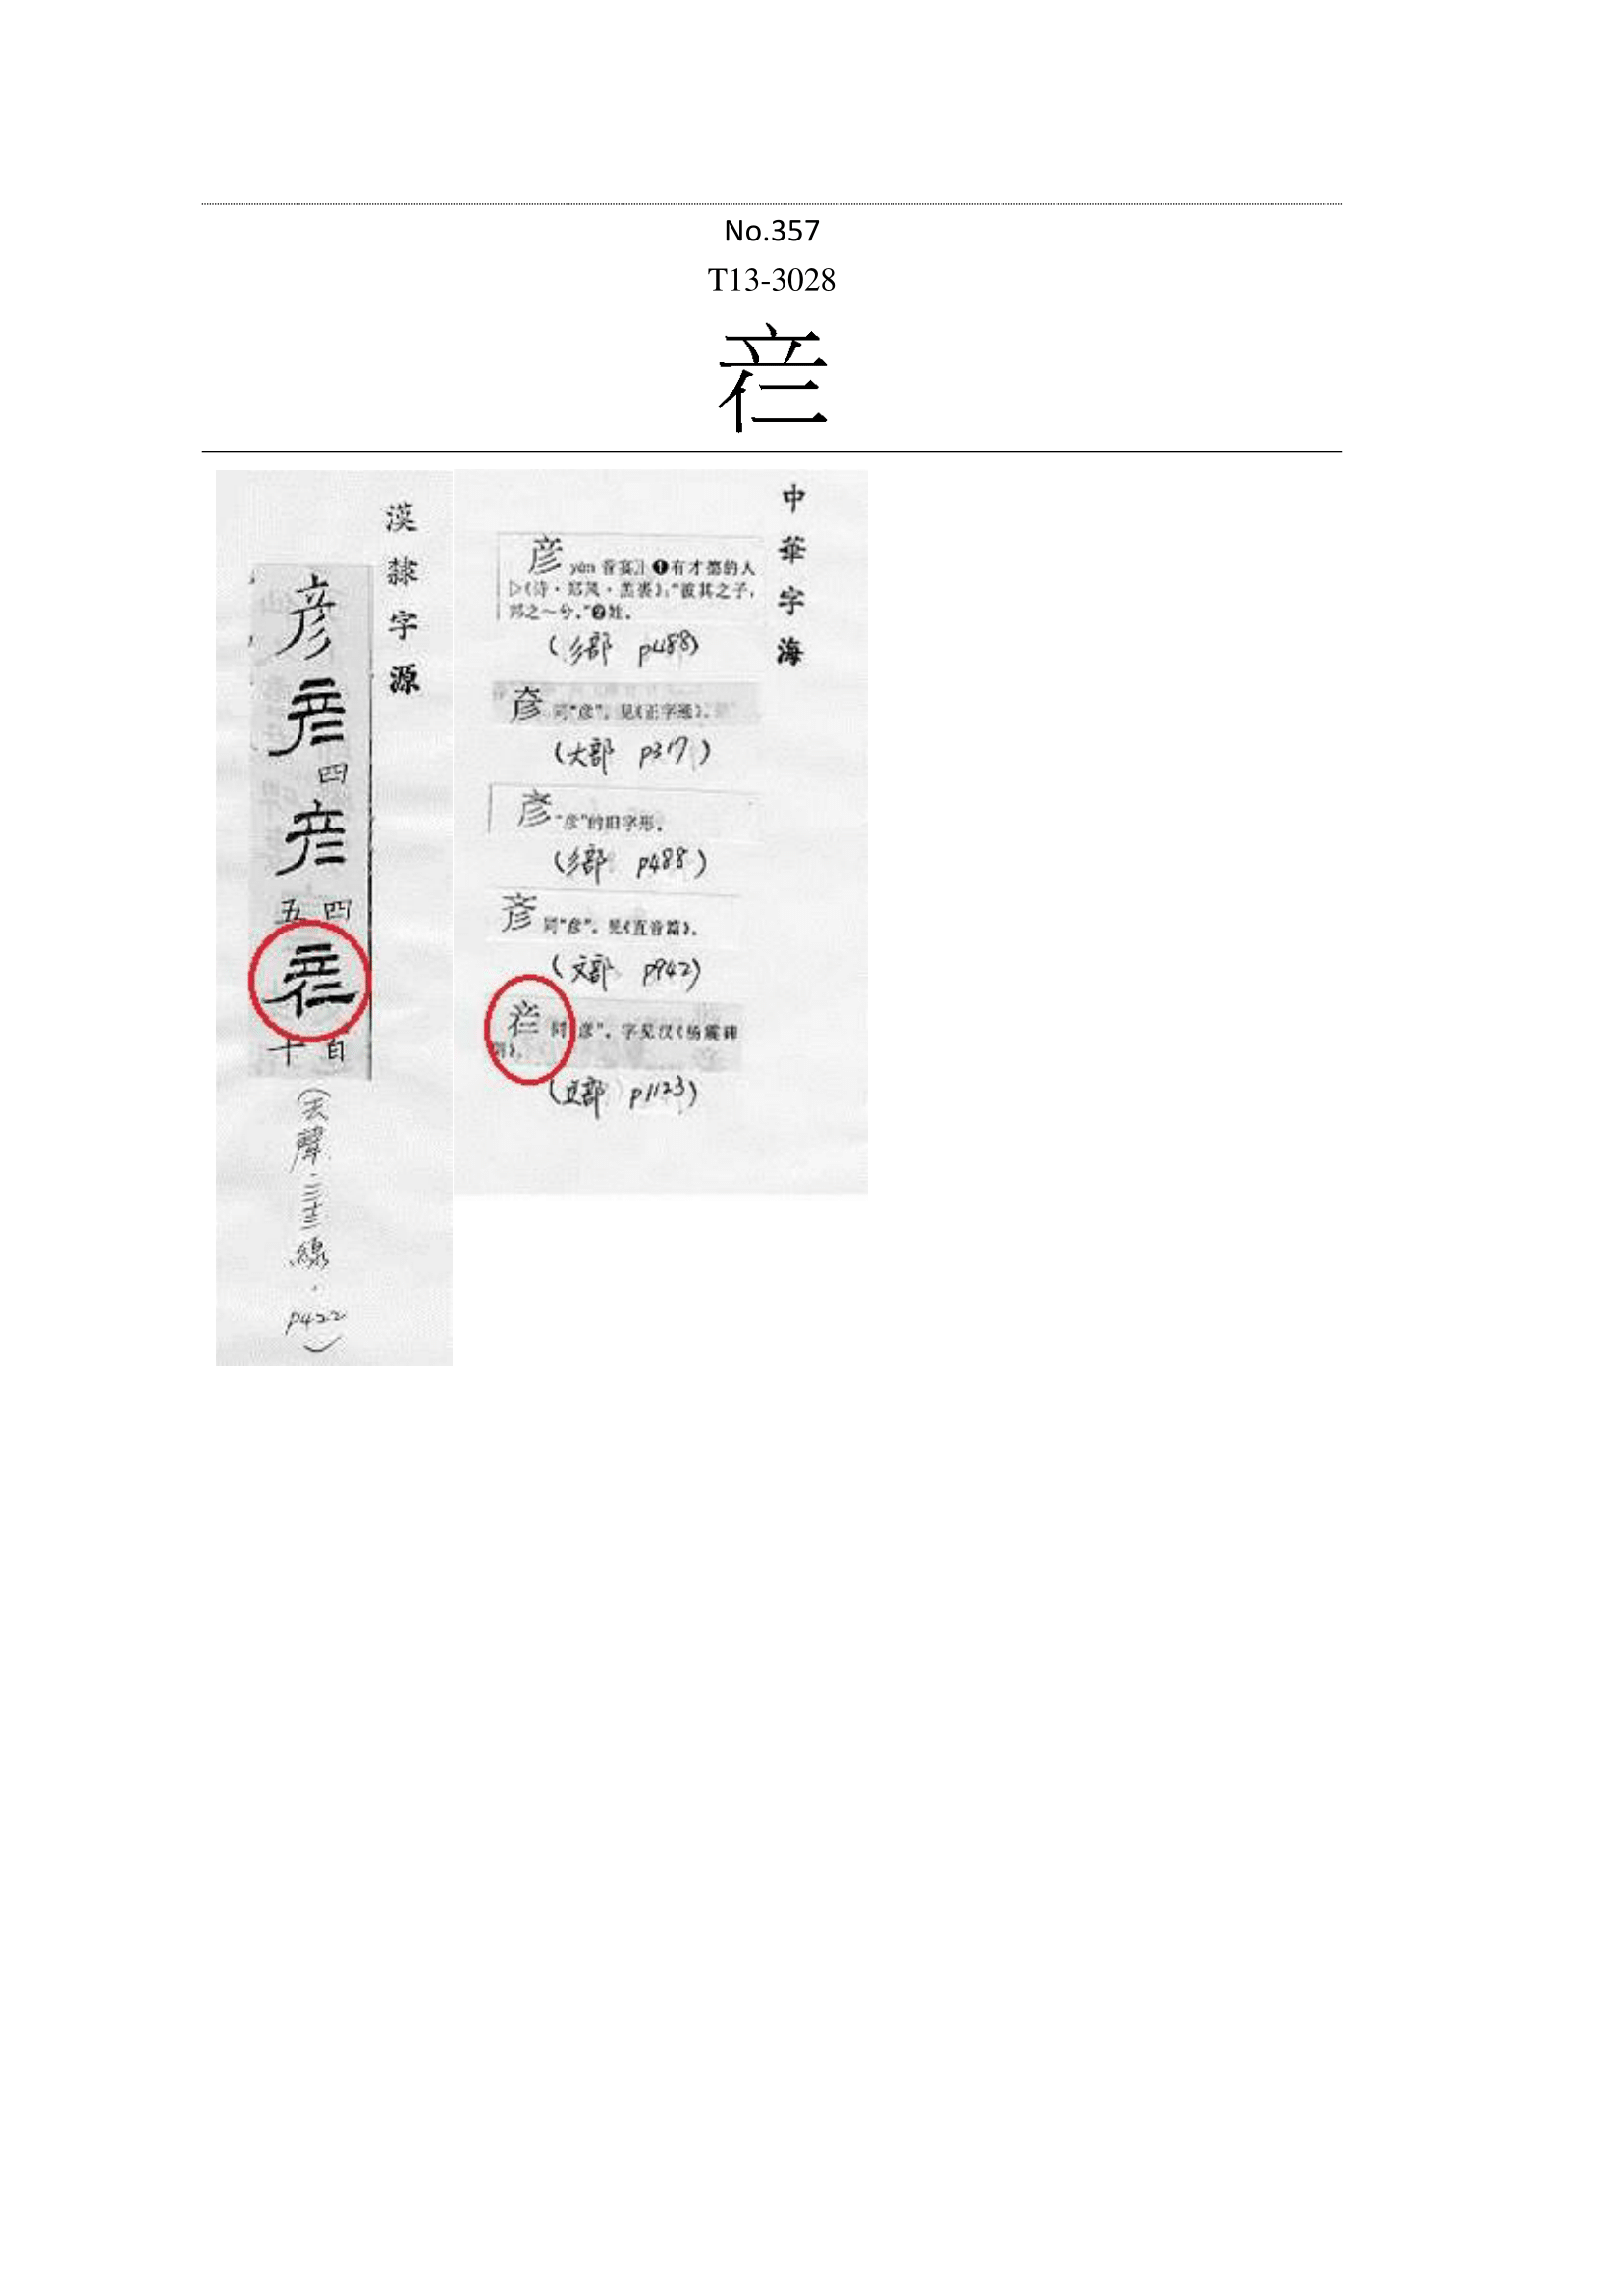 No.357
T13-3028
漢隸字源
彥
四
四
五
百
十
(去聲·三十三線·p422)
中華字海
彦 yàn 音宴〛❶有才德的人
▷《诗·郑风·羔裘》:“彼其之子,
邦之~兮。”❷姓。
(彡部 p488)
同“彦”。见《正字通》。
(大部 p317)
彥 “彦”的旧字形。
(彡部 p488)
同“彦”。见《直音篇》。
(文部 p942)
同“彦”。字见汉《杨震碑
阴》。
(立部 p1123)